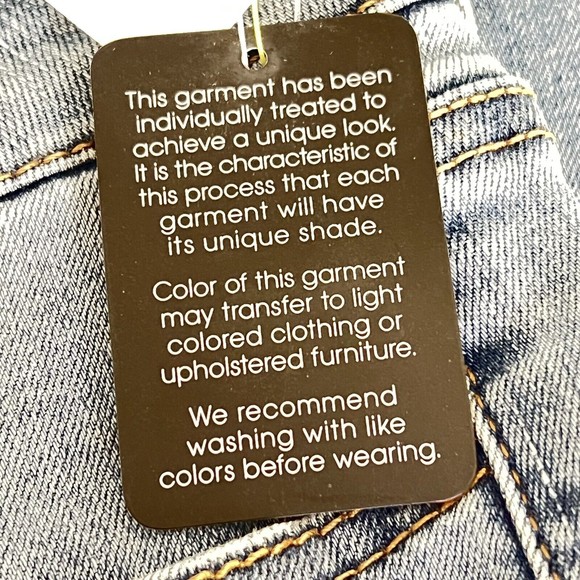 This garment has been
individually treated to
achieve a unique look.
It is the characteristic of
this process that each
garment will have
its unique shade.
Color of this garment
may transfer to light
colored clothing or
upholstered furniture.
We recommend
washing with like
colors before wearing.